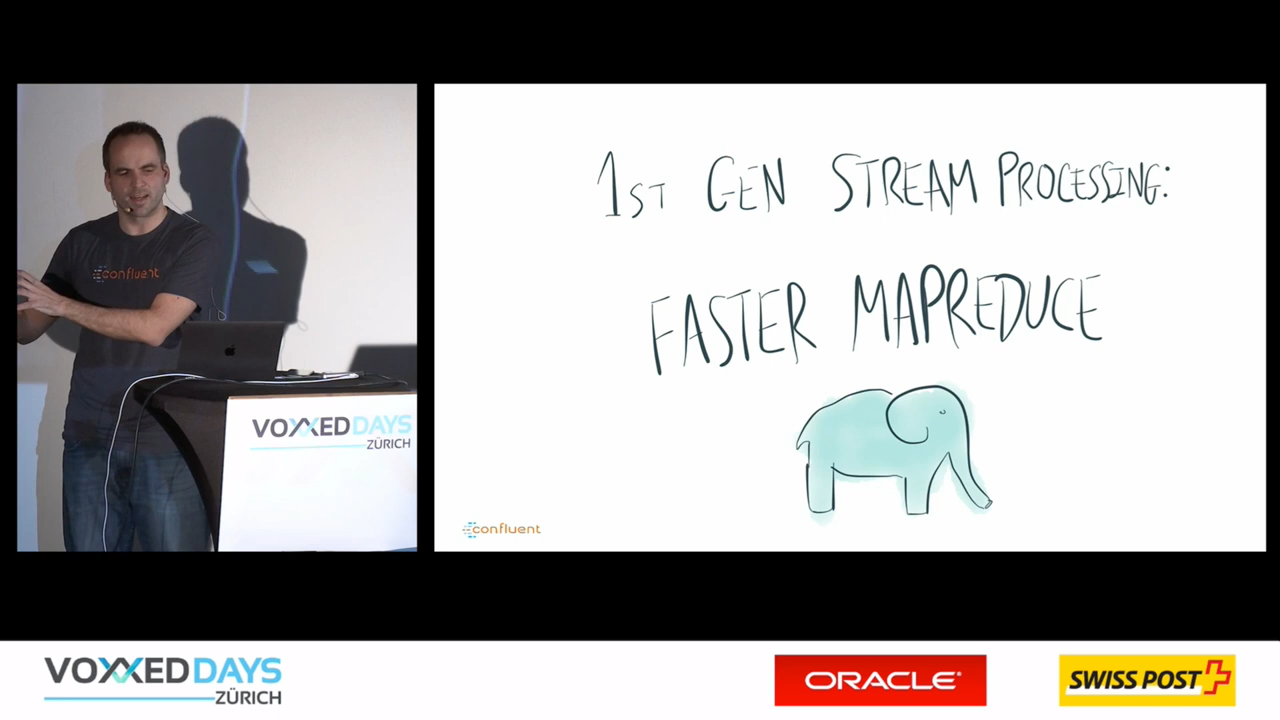 confluent
VOXXED DAYS
ZÜRICH
1ST GEN STREAM PROCESSING:
FASTER MAPREDUCE
confluent
VOXXED DAYS
ZÜRICH
ORACLE®
SWISS POST